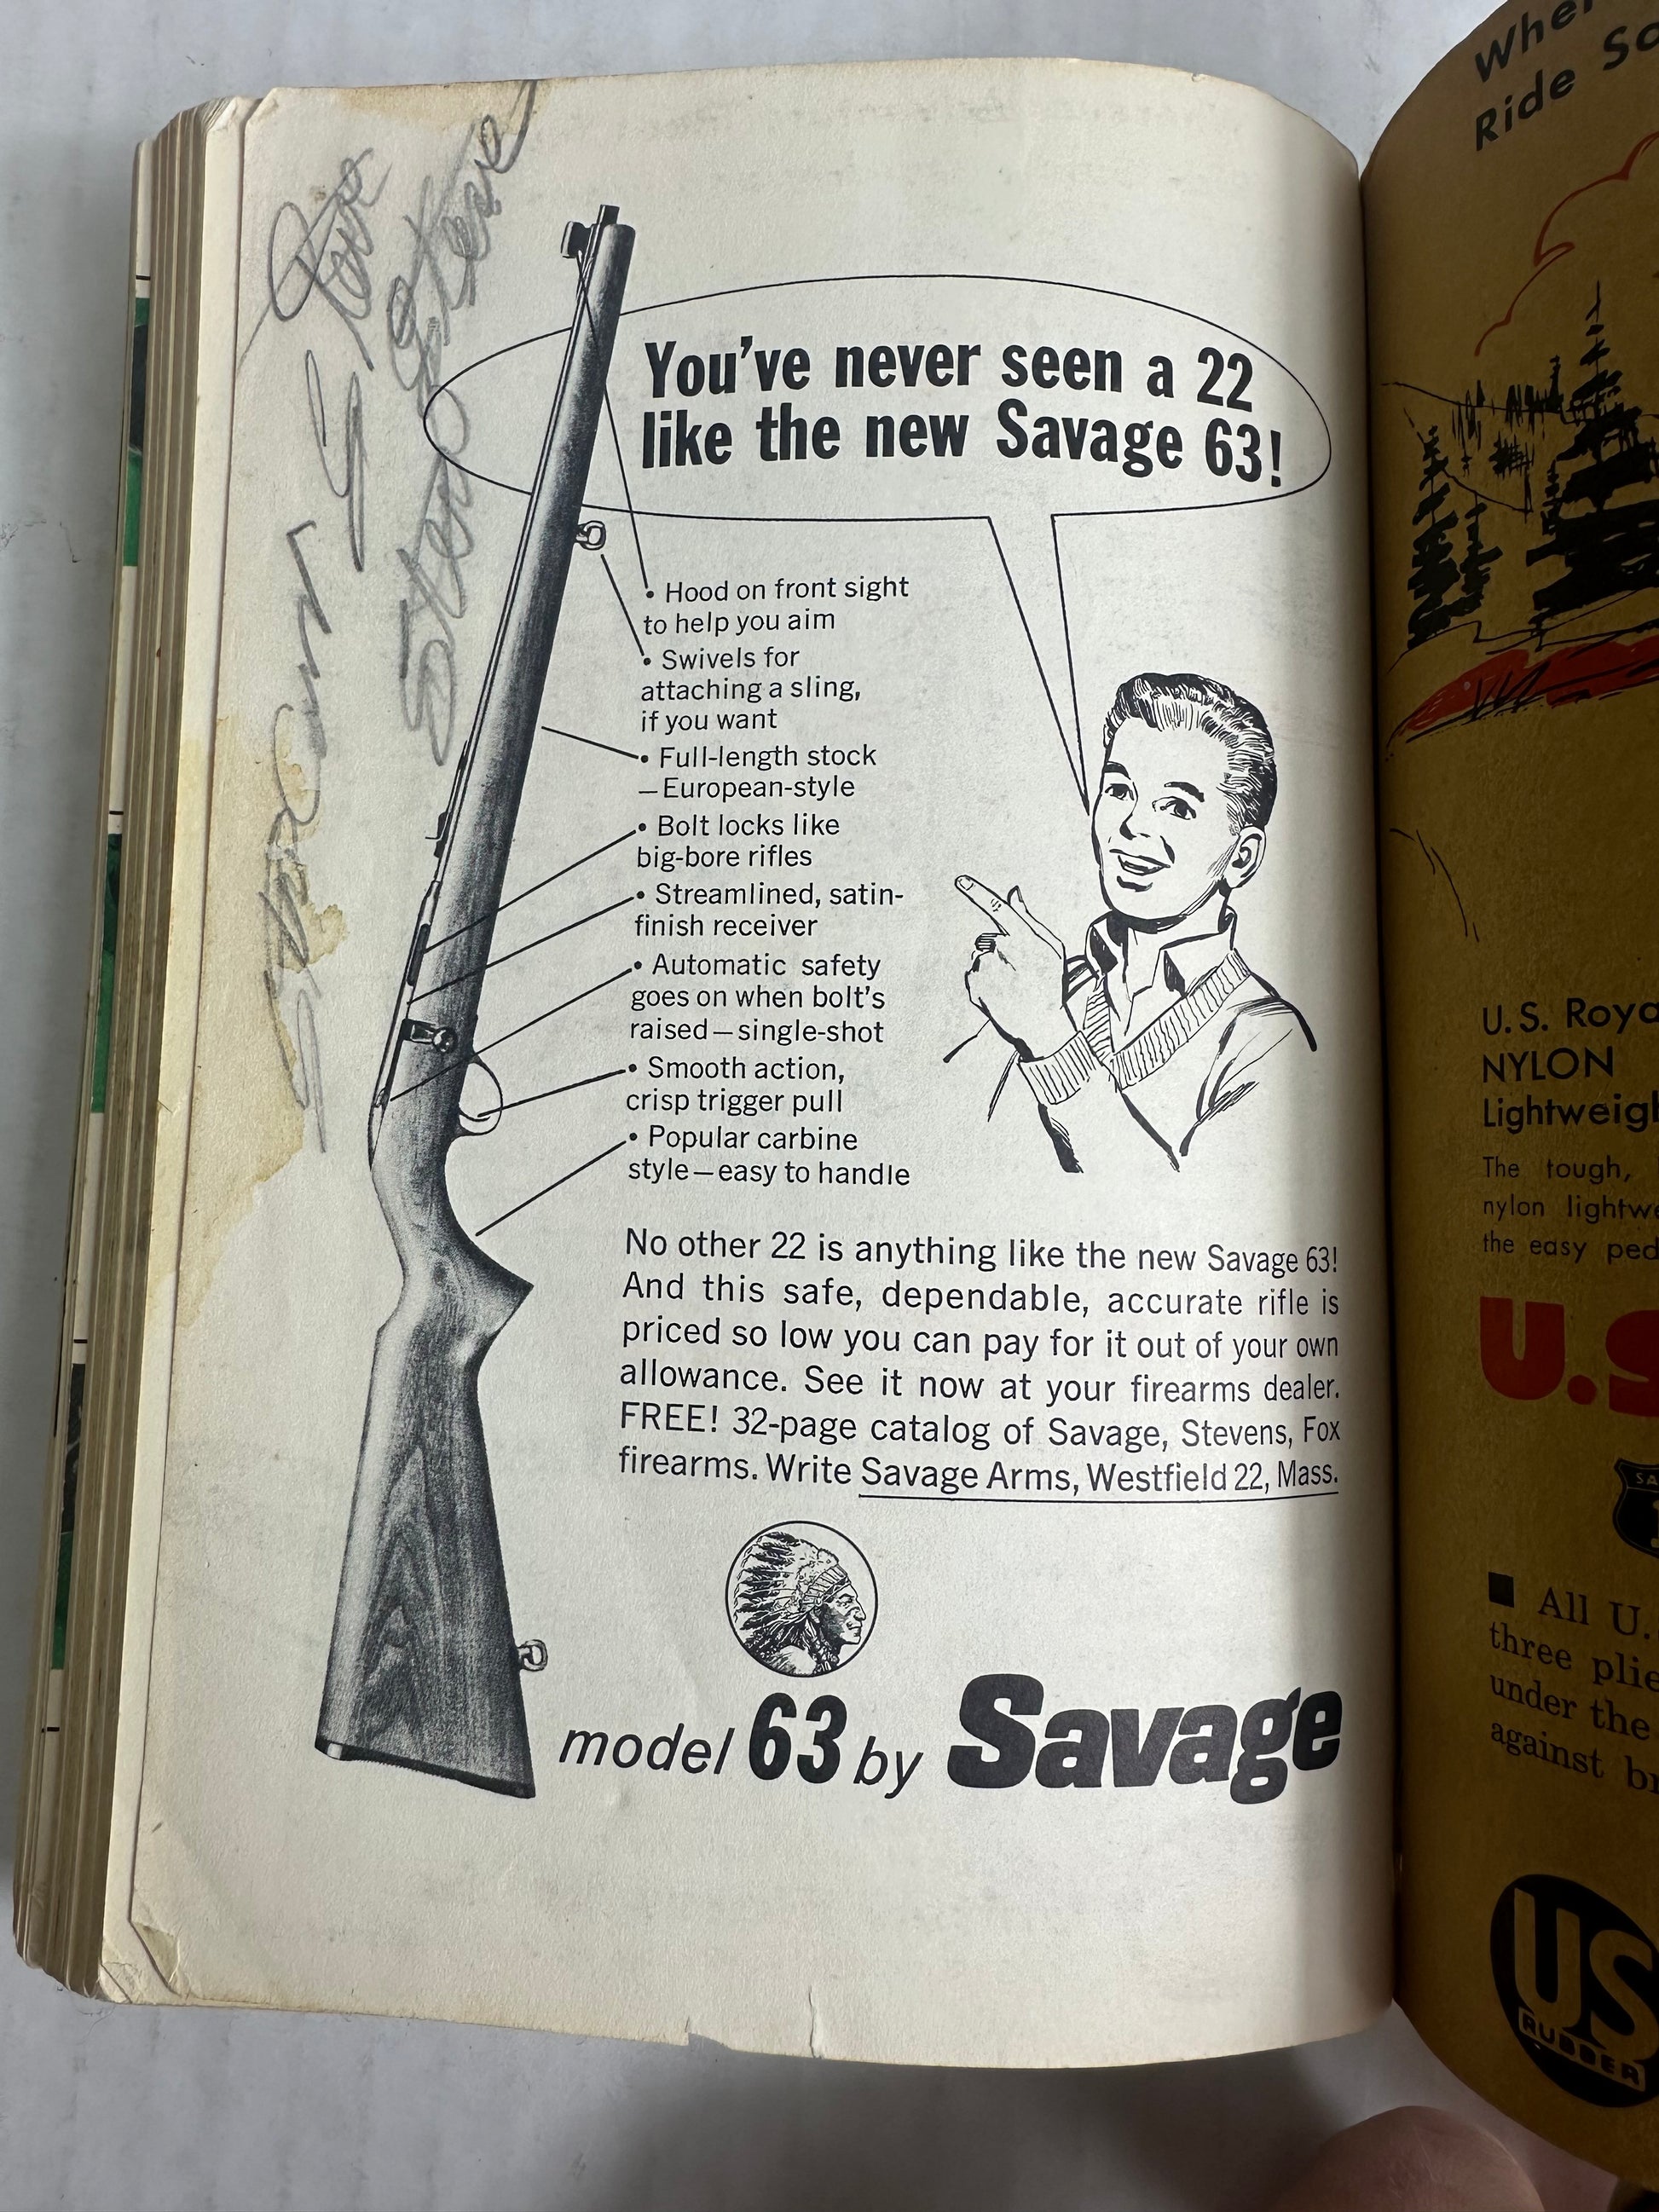 Steve
Steve
You've never seen a 22
like the new Savage 63!
• Hood on front sight
to help you aim
• Swivels for
attaching a sling,
if you want
• Full-length stock
—European-style
• Bolt locks like
big-bore rifles
• Streamlined, satin-
finish receiver
• Automatic safety
goes on when bolt's
raised—single-shot
• Smooth action,
crisp trigger pull
• Popular carbine
style—easy to handle
No other 22 is anything like the new Savage 63!
And this safe, dependable, accurate rifle is
priced so low you can pay for it out of your own
allowance. See it now at your firearms dealer.
FREE! 32-page catalog of Savage, Stevens, Fox
firearms. Write Savage Arms, Westfield 22, Mass.
model 63 by Savage
Ride
U.S.
NYLON
The tough,
nylon
the easy
U.S
■ All U.
three
under the
against
US
RUBBER